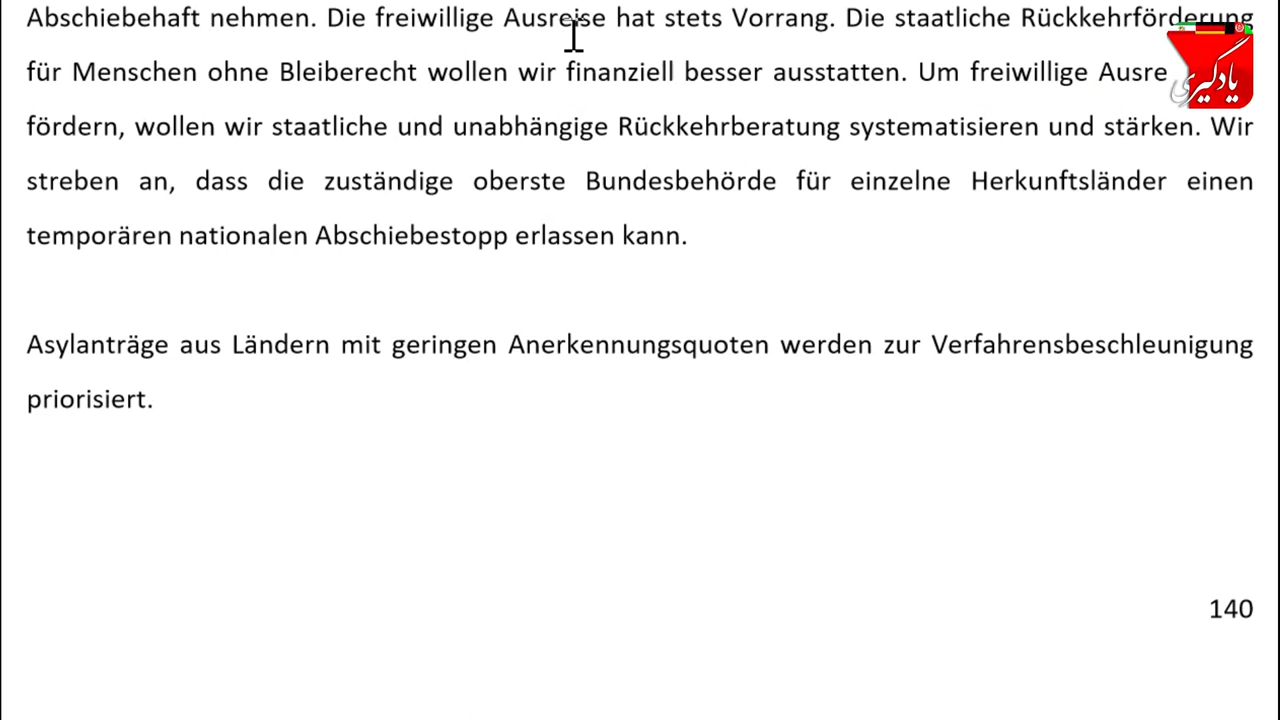 Abschiebehaft nehmen. Die freiwillige Ausreise hat stets Vorrang. Die staatliche Rückkehrförderung
für Menschen ohne Bleiberecht wollen wir finanziell besser ausstatten. Um freiwillige Ausre
یادگیری
fördern, wollen wir staatliche und unabhängige Rückkehrberatung systematisieren und stärken. Wir
streben an, dass die zuständige oberste Bundesbehörde für einzelne Herkunftsländer einen
temporären nationalen Abschiebestopp erlassen kann.
Asylanträge aus Ländern mit geringen Anerkennungsquoten werden zur Verfahrensbeschleunigung
priorisiert.
140